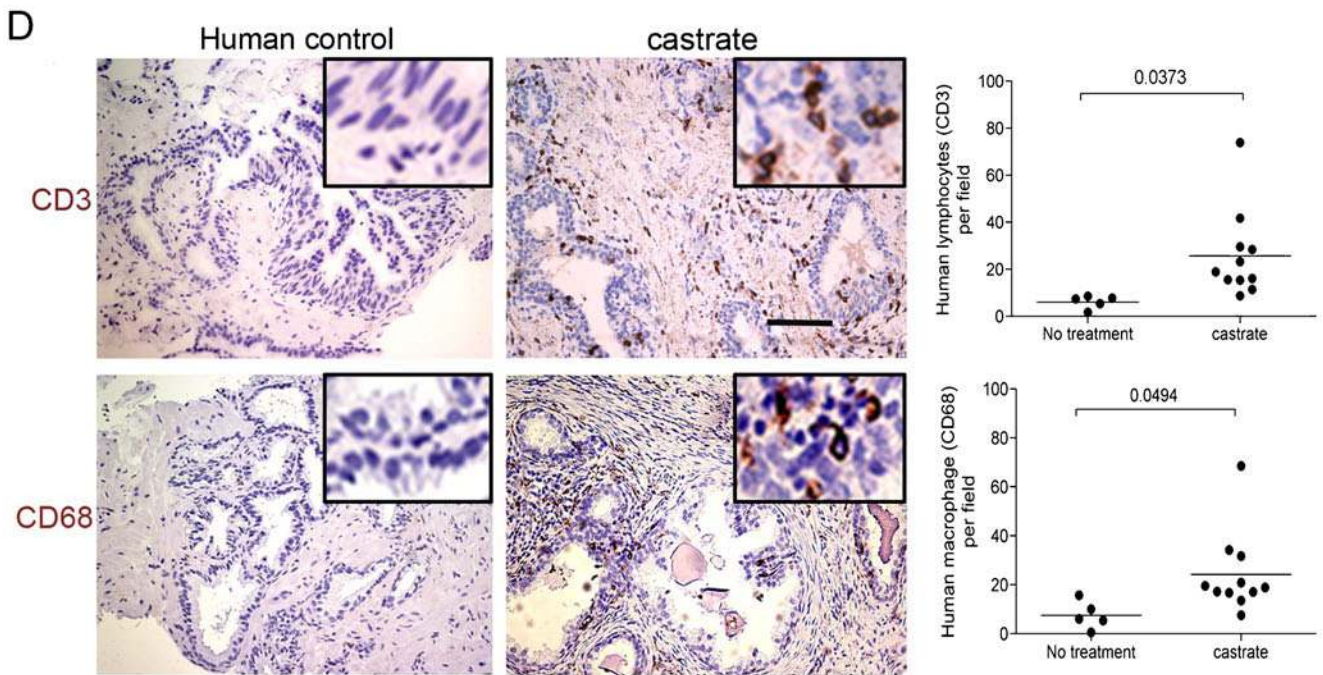 D
Human control
castrate
CD3
CD68
Human lymphocytes (CD3)
per field
100
80
60
40
20
0
0.0373
No treatment
castrate
Human macrophage (CD68)
per field
100
80
60
40
20
0
0.0494
No treatment
castrate